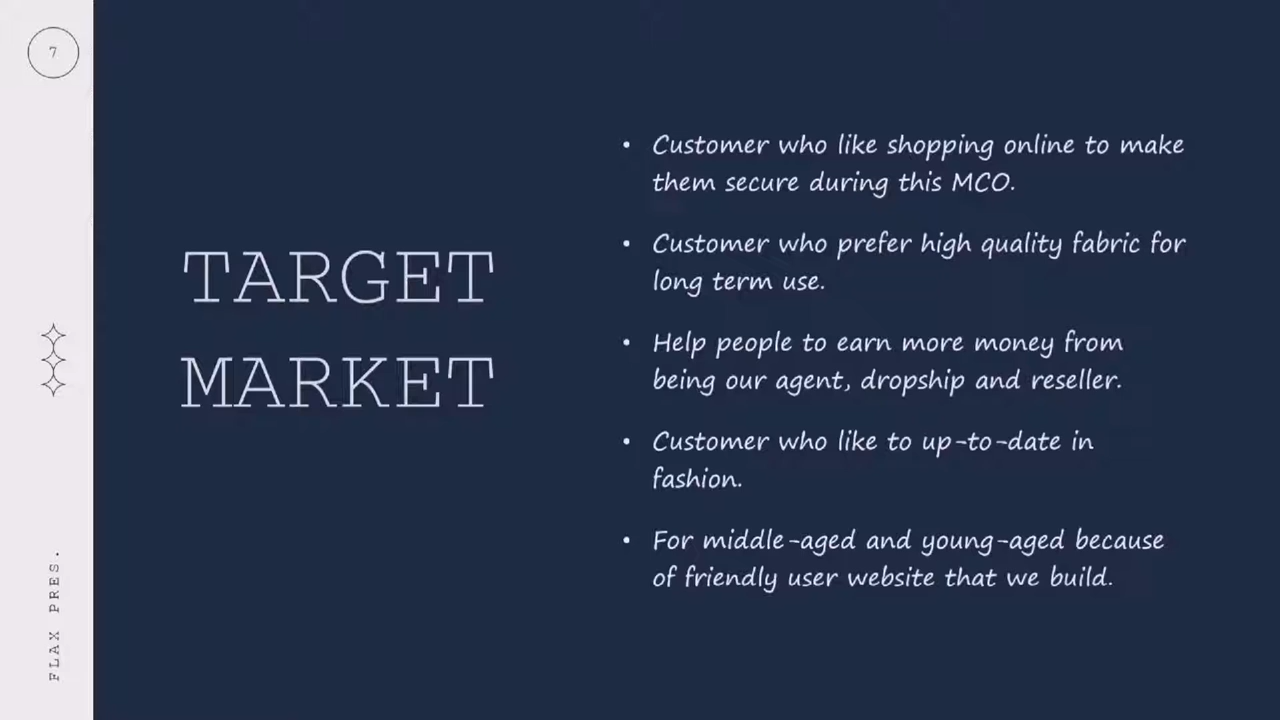 7
TARGET
MARKET
• Customer who like shopping online to make
them secure during this MCO.
• Customer who prefer high quality fabric for
long term use.
• Help people to earn more money from
being our agent, dropship and reseller.
• Customer who like to up-to-date in
fashion.
• For middle-aged and young-aged because
of friendly user website that we build.
FLAX PRES.